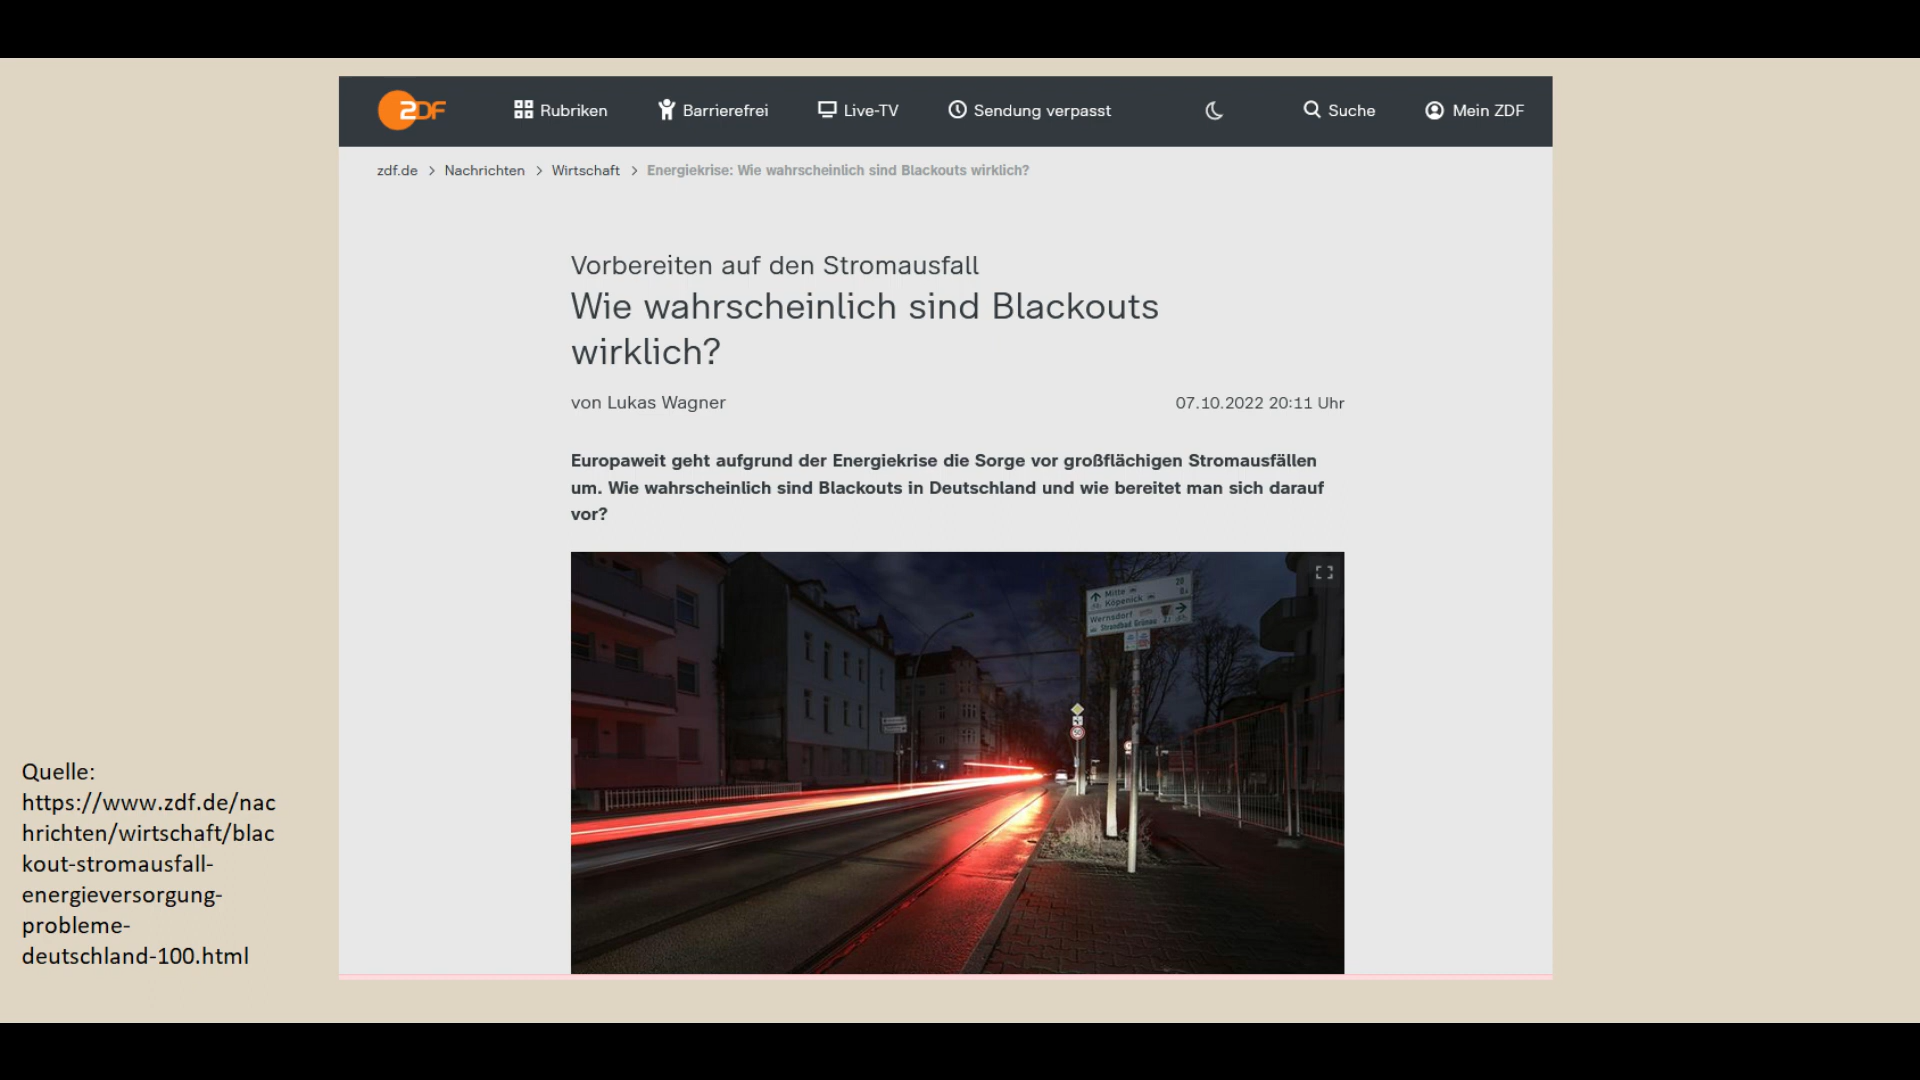 ZDF
Rubriken
Barrierefrei
Live-TV
Sendung verpasst
Suche
Mein ZDF
zdf.de > Nachrichten > Wirtschaft > Energiekrise: Wie wahrscheinlich sind Blackouts wirklich?
Vorbereiten auf den Stromausfall
Wie wahrscheinlich sind Blackouts
wirklich?
von Lukas Wagner
07.10.2022 20:11 Uhr
Europaweit geht aufgrund der Energiekrise die Sorge vor großflächigen Stromausfällen
um. Wie wahrscheinlich sind Blackouts in Deutschland und wie bereitet man sich darauf
vor?
Mitte 20
Köpenick
Wernsdorf
Strandbad Grünau
Quelle:
https://www.zdf.de/nac
hrichten/wirtschaft/blac
kout-stromausfall-
energieversorgung-
probleme-
deutschland-100.html